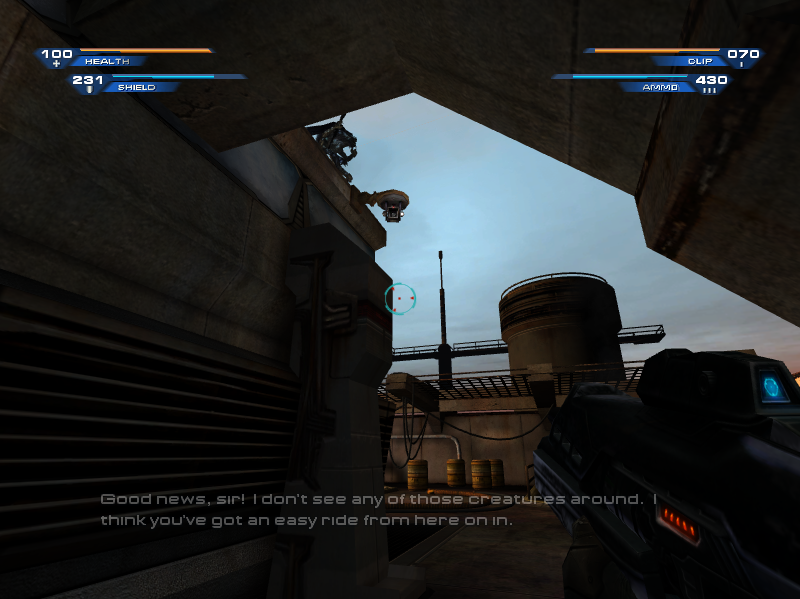 100 070
HEALTH CLIP
231 430
SHIELD AMMO
Good news, sir! I don't see any of those creatures around. I
think you've got an easy ride from here on in.